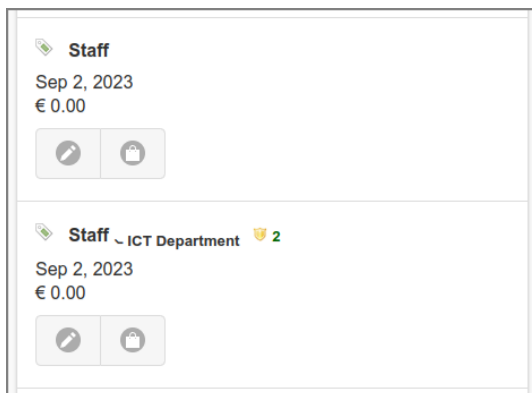 Staff
Sep 2, 2023
€ 0.00
Staff ICT Department 2
Sep 2, 2023
€ 0.00